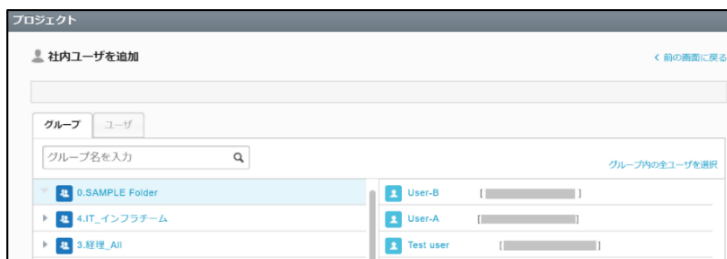 プロジェクト
社内ユーザを追加
< 前の画面に戻る
グループ ユーザ
グループ名を入力
グループ内の全ユーザを選択
0.SAMPLE Folder
4.IT_インフラチーム
3.経理_All
User-B [ ]
User-A [ ]
Test user [ ]